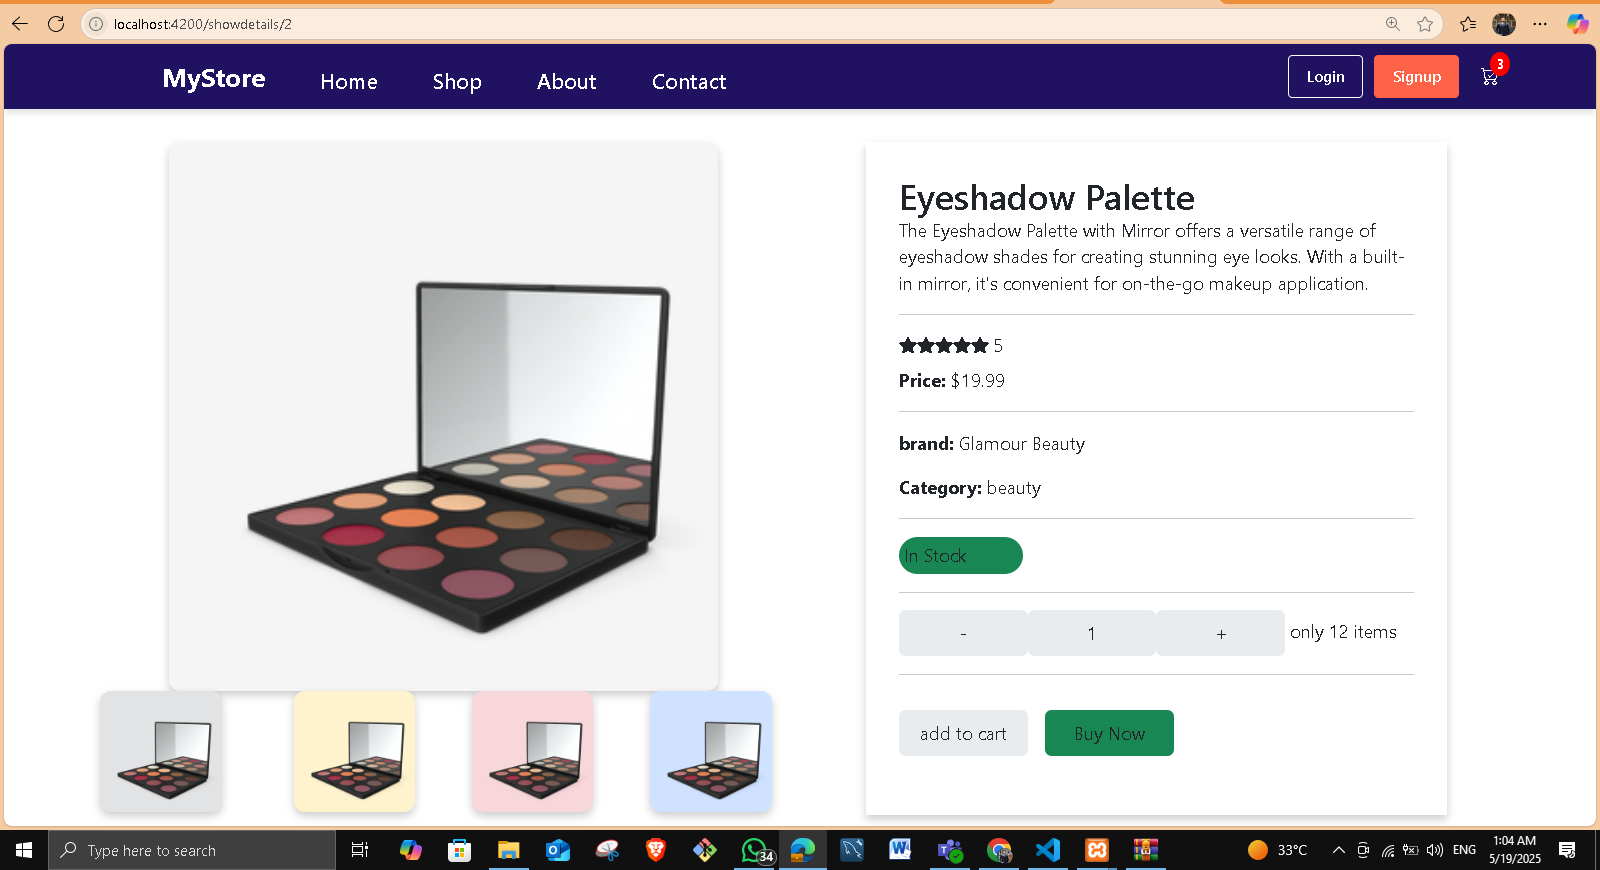 localhost:4200/showdetails/2
MyStore Home Shop About Contact Login Signup 3
Eyeshadow Palette
The Eyeshadow Palette with Mirror offers a versatile range of
eyeshadow shades for creating stunning eye looks. With a built-
in mirror, it's convenient for on-the-go makeup application.
5
Price: $19.99
brand: Glamour Beauty
Category: beauty
In Stock
- 1 + only 12 items
add to cart Buy Now
Type here to search
34
33°C
ENG
1:04 AM
5/19/2025